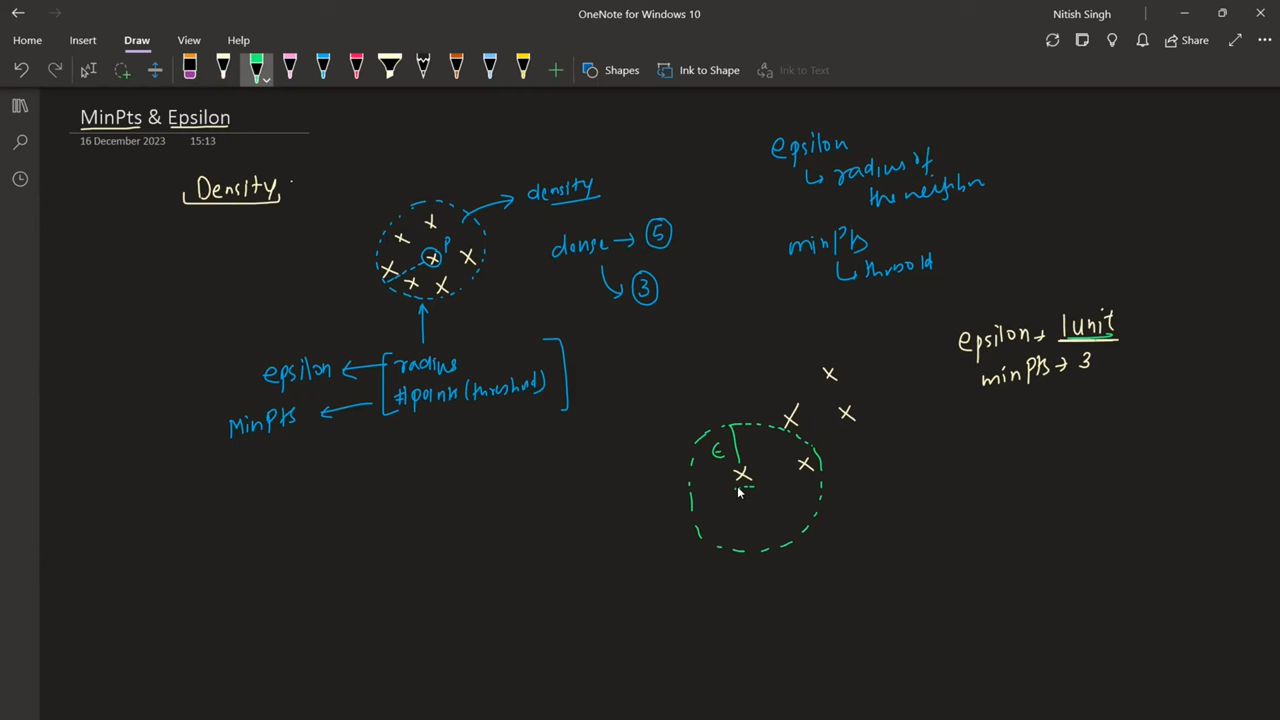 OneNote for Windows 10
Nitish Singh
Home Insert Draw View Help
Share
Shapes
Ink to Shape
Ink to Text
MinPts & Epsilon
16 December 2023 15:13
Density
density
dense → 5
3
epsilon
radius of
the neighbor
minPts
threshold
epsilon ← radius
MinPts ← #points (threshold)
P
epsilon → 1 unit
minPts → 3
ϵ